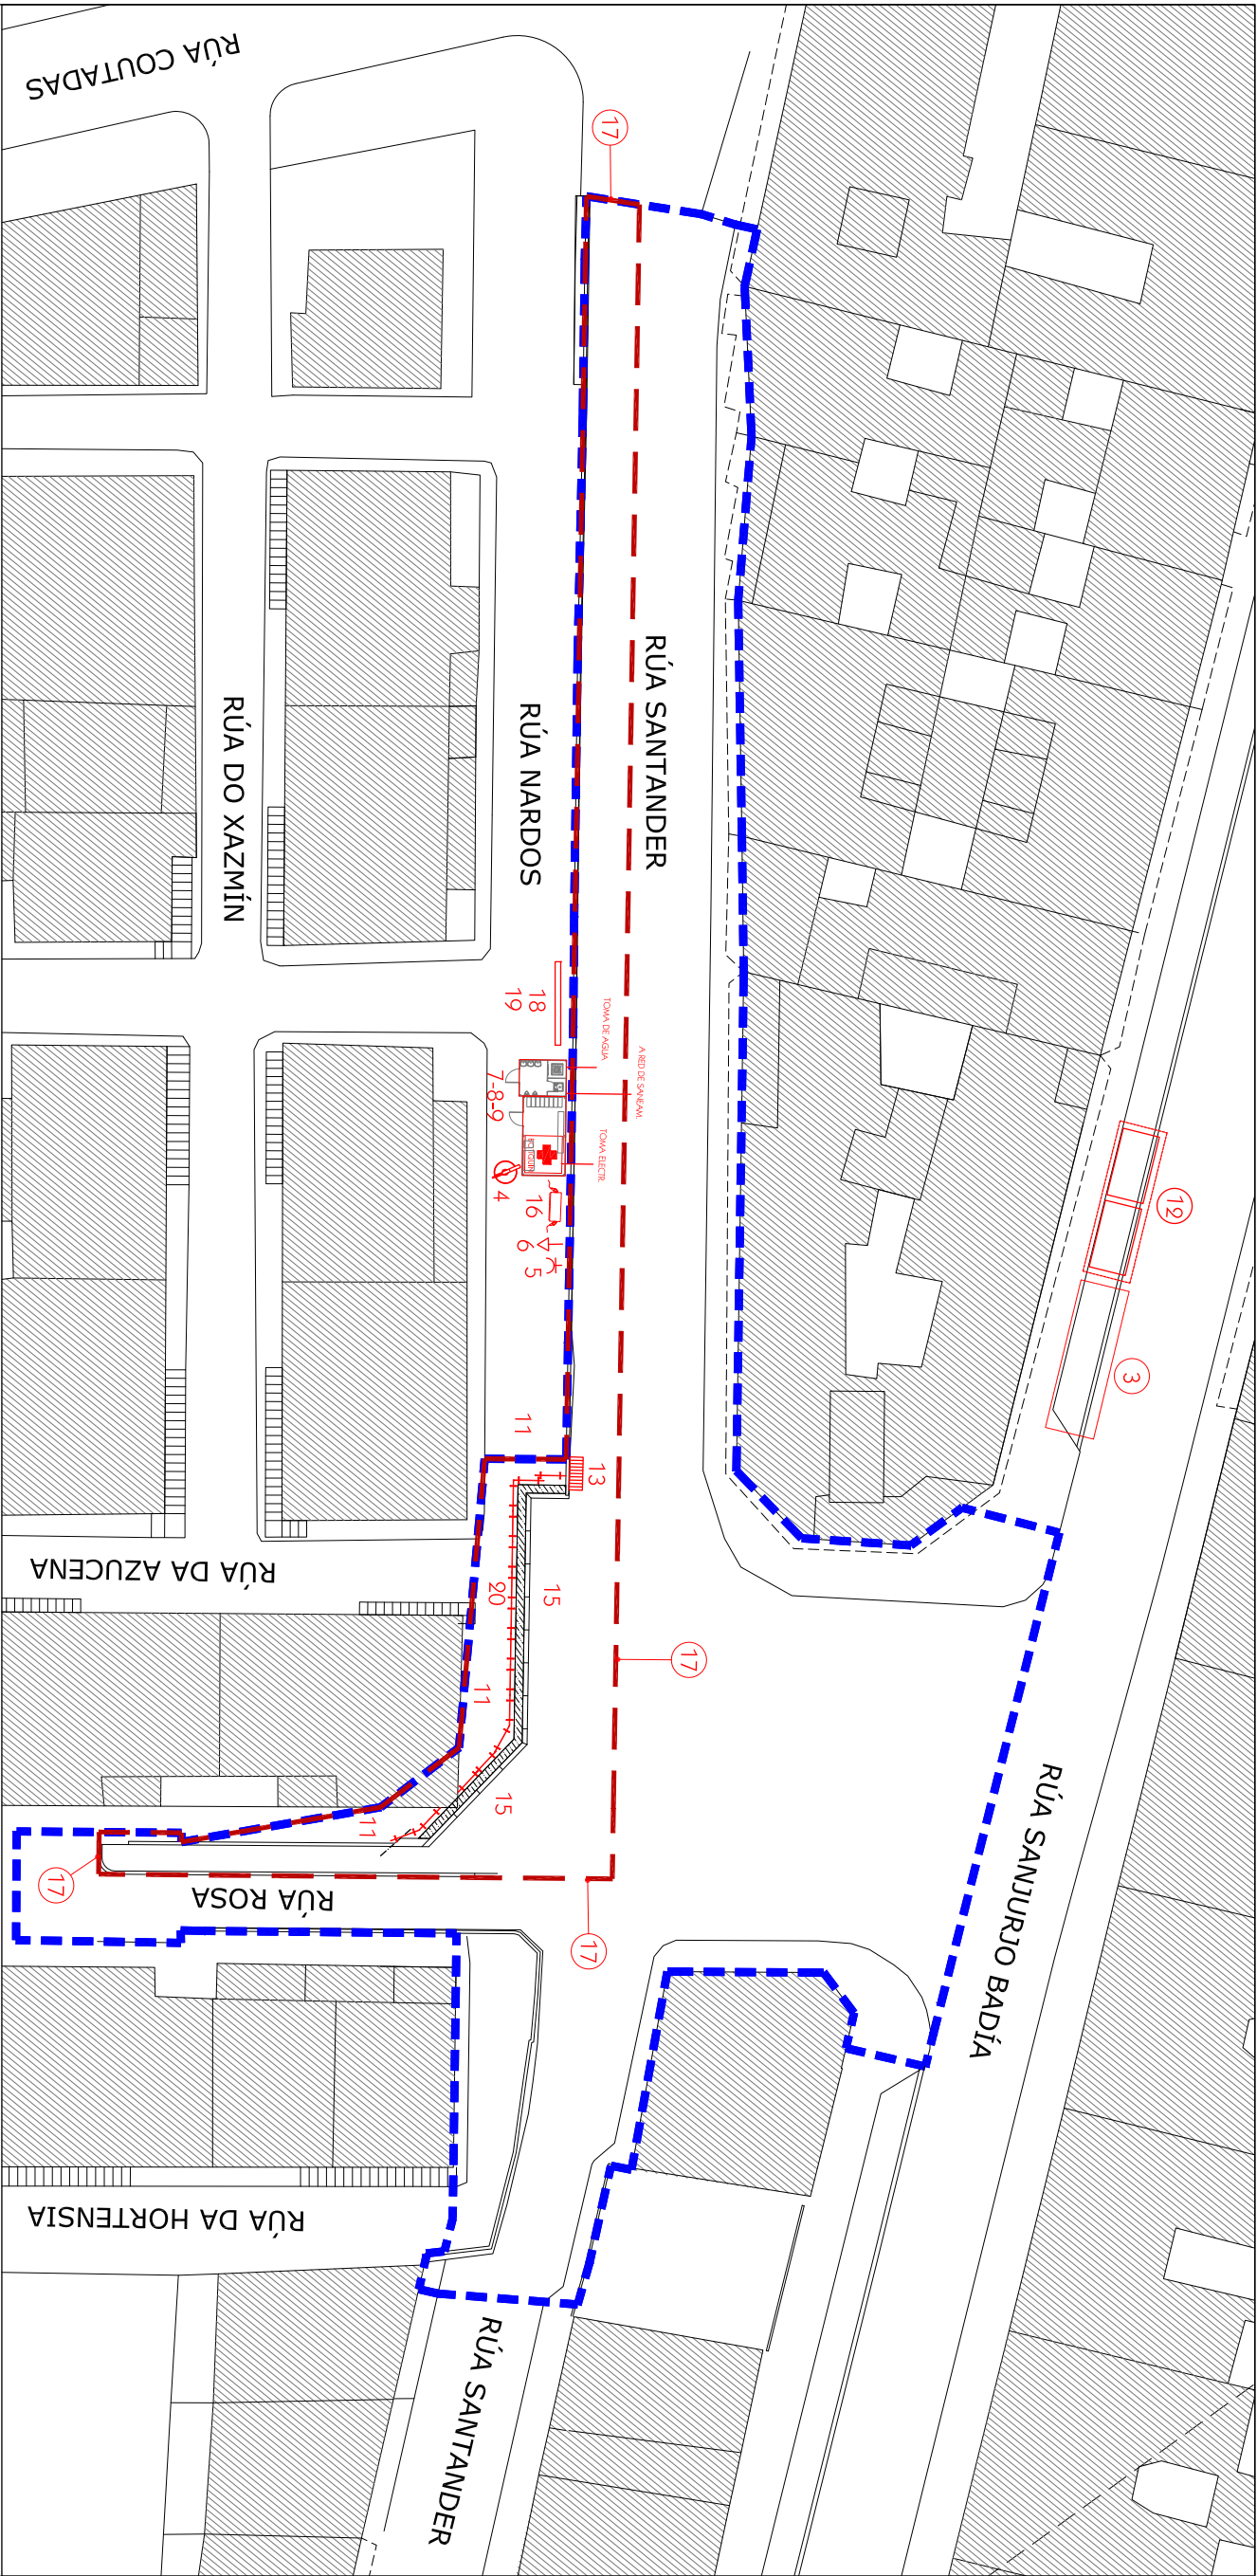 RÚA COUTADAS
17
RÚA SANTANDER
RÚA NARDOS
RÚA DO XAZMÍN
18
19
TOMA DE AGUA
A RED DE SANEAM.
TOMA ELECTR.
7-8-9
4
16
6
5
12
3
11
13
RÚA DA AZUCENA
15
20
17
11
15
11
RÚA SANJURJO BADÍA
17
RÚA ROSA
17
RÚA DA HORTENSIA
RÚA SANTANDER